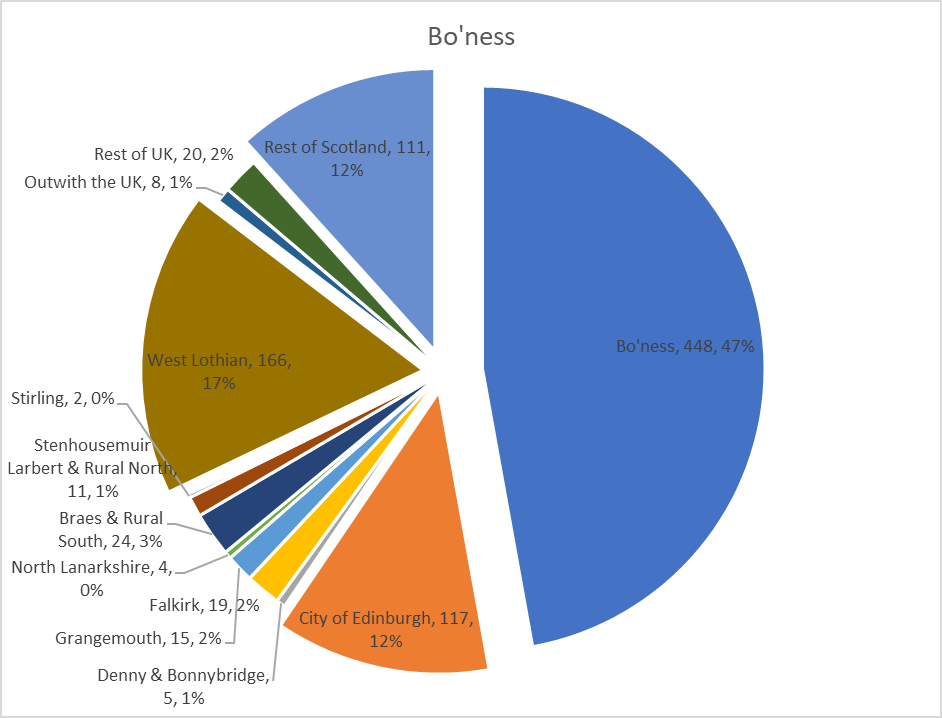 Bo'ness
Rest of Scotland, 111,
12%
Rest of UK, 20, 2%
Outwith the UK, 8, 1%
Bo'ness, 448, 47%
West Lothian, 166,
17%
Stirling, 2, 0%
Stenhousemuir
Larbert & Rural North,
11, 1%
Braes & Rural
South, 24, 3%
North Lanarkshire, 4,
0%
Falkirk, 19, 2%
City of Edinburgh, 117,
12%
Grangemouth, 15, 2%
Denny & Bonnybridge,
5, 1%